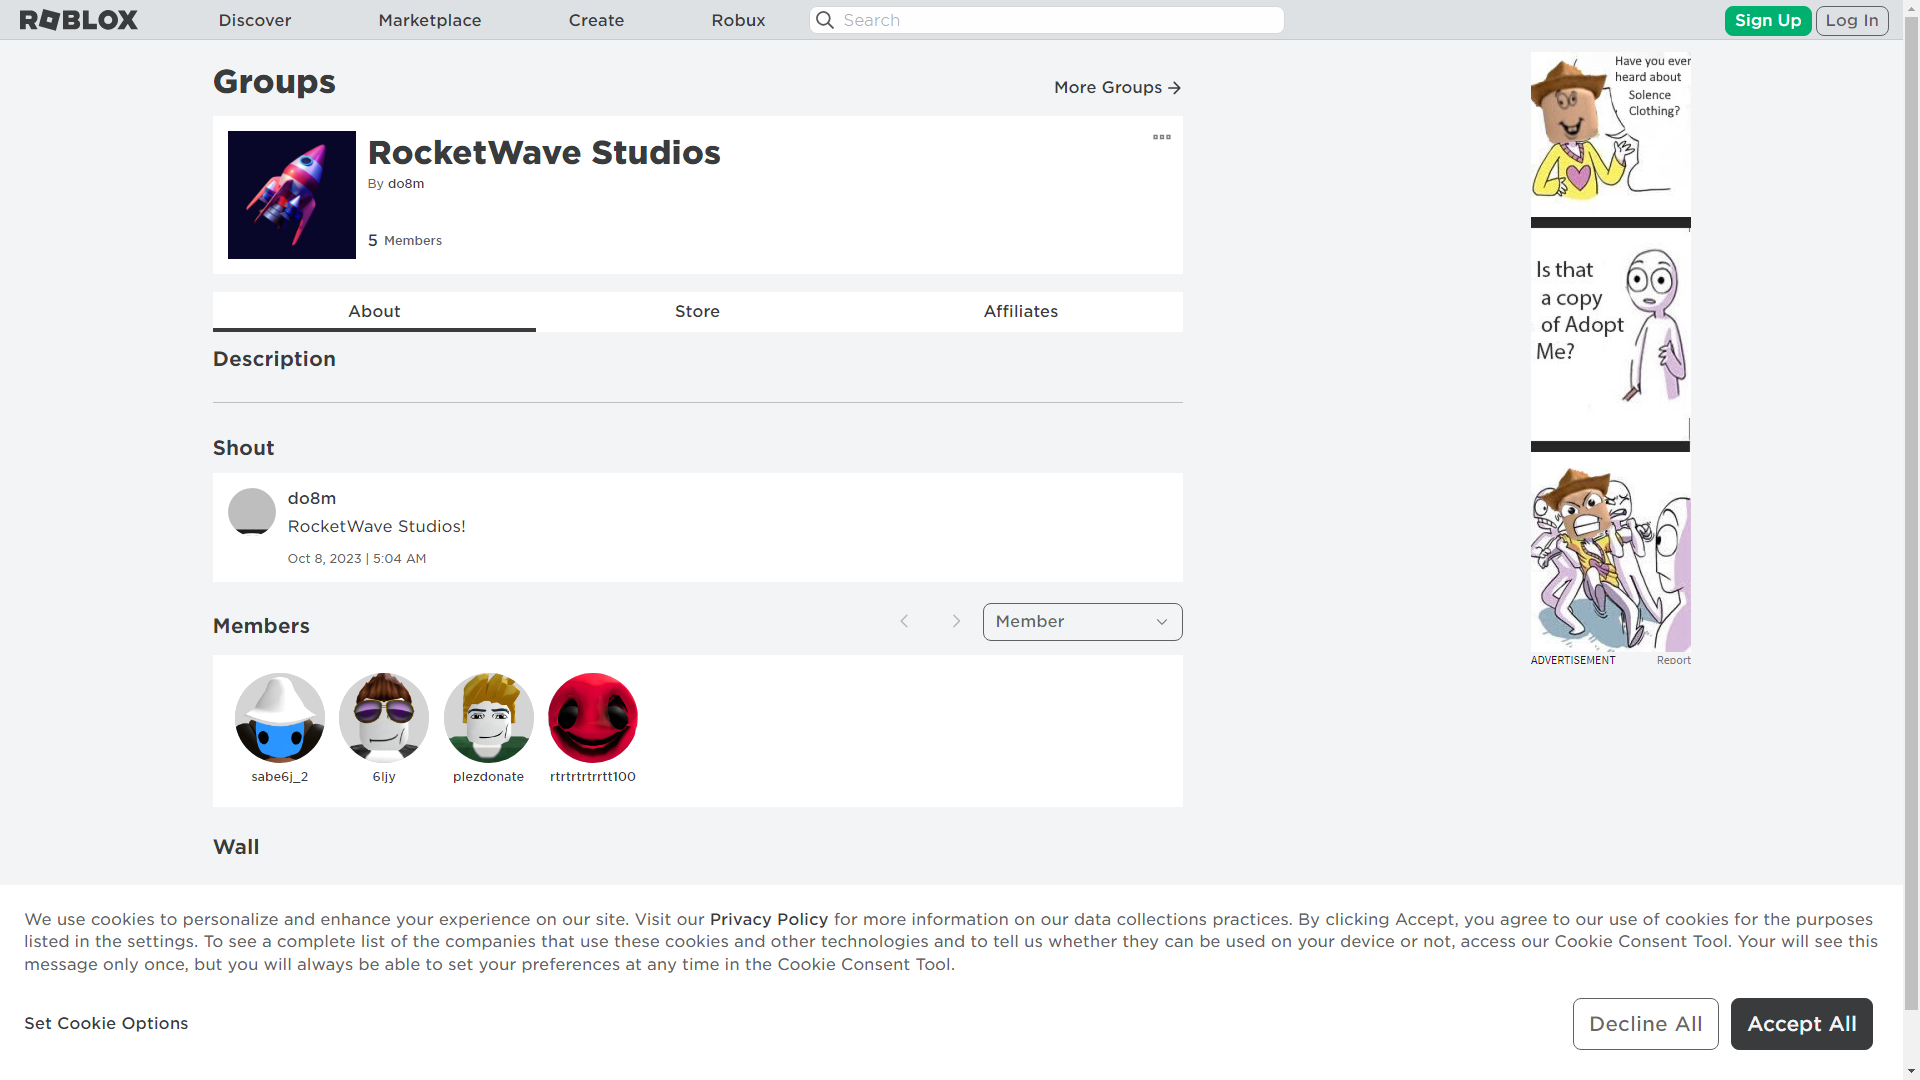 ROBLOX
Discover
Marketplace
Create
Robux
Search
Sign Up
Log In
Groups
More Groups
RocketWave Studios
By do8m
5 Members
About
Store
Affiliates
Description
Shout
do8m
RocketWave Studios!
Oct 8, 2023 | 5:04 AM
Members
Member
sabe6j_2
6ljy
plezdonate
rtrtrtrtrrtt100
Wall
Have you ever
heard about
Solence
Clothing?
Is that
a copy
of Adopt
Me?
ADVERTISEMENT
Report
We use cookies to personalize and enhance your experience on our site. Visit our Privacy Policy for more information on our data collections practices. By clicking Accept, you agree to our use of cookies for the purposes
listed in the settings. To see a complete list of the companies that use these cookies and other technologies and to tell us whether they can be used on your device or not, access our Cookie Consent Tool. Your will see this
message only once, but you will always be able to set your preferences at any time in the Cookie Consent Tool.
Set Cookie Options
Decline All
Accept All